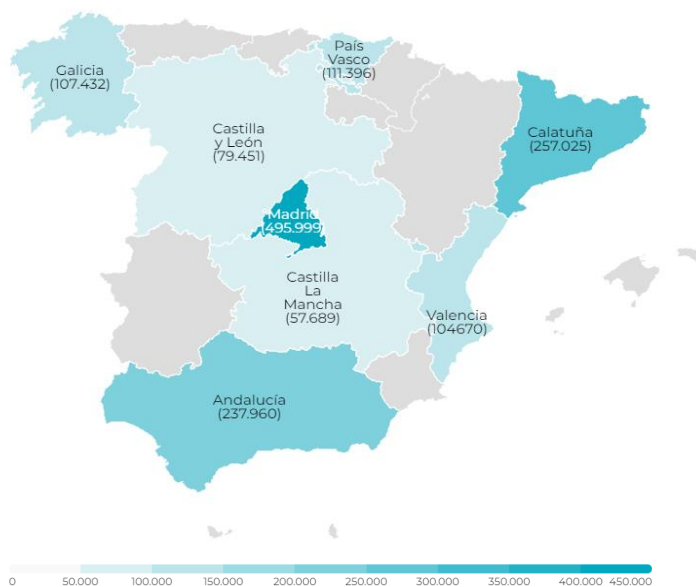 País
Vasco
(111.396)
Galicia
(107.432)
Castilla
y León
(79.451)
Calatuña
(257.025)
Madrid
(495.999)
Castilla
La
Mancha
(57.689)
Valencia
(104670)
Andalucía
(237.960)
0 50.000 100.000 150.000 200.000 250.000 300.000 350.000 400.000 450.000